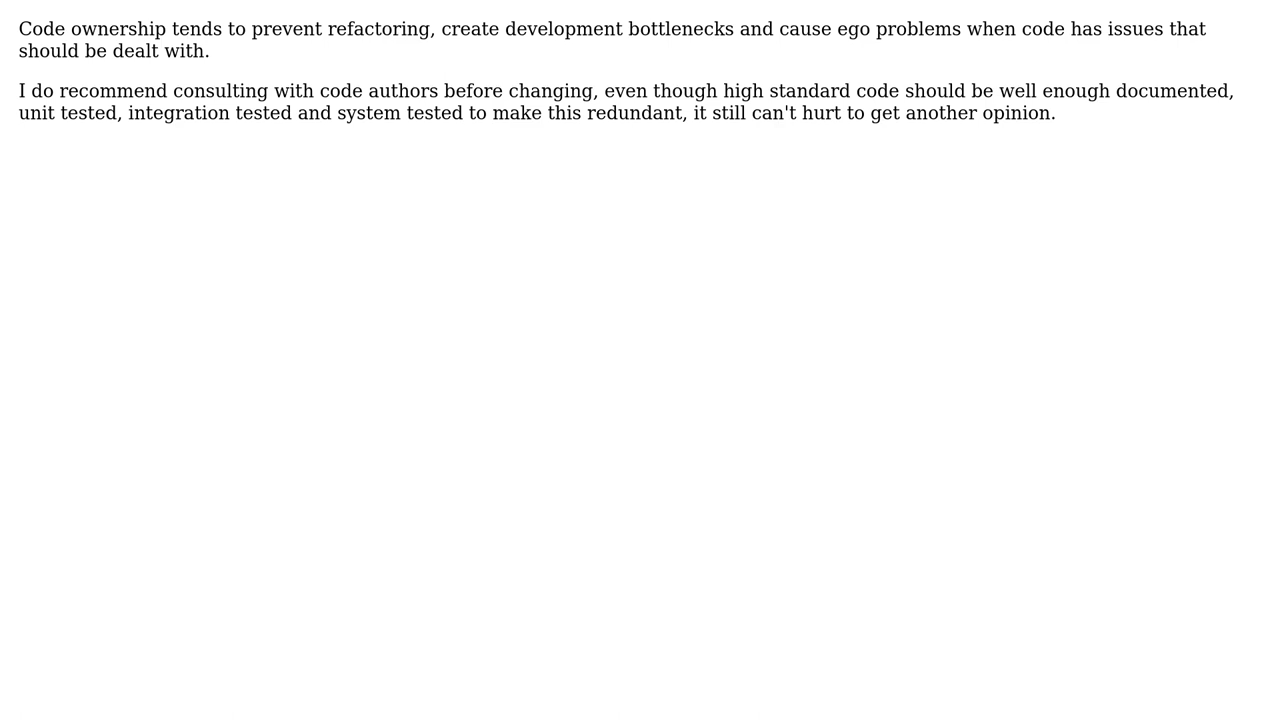 Code ownership tends to prevent refactoring, create development bottlenecks and cause ego problems when code has issues that
should be dealt with.
I do recommend consulting with code authors before changing, even though high standard code should be well enough documented,
unit tested, integration tested and system tested to make this redundant, it still can't hurt to get another opinion.